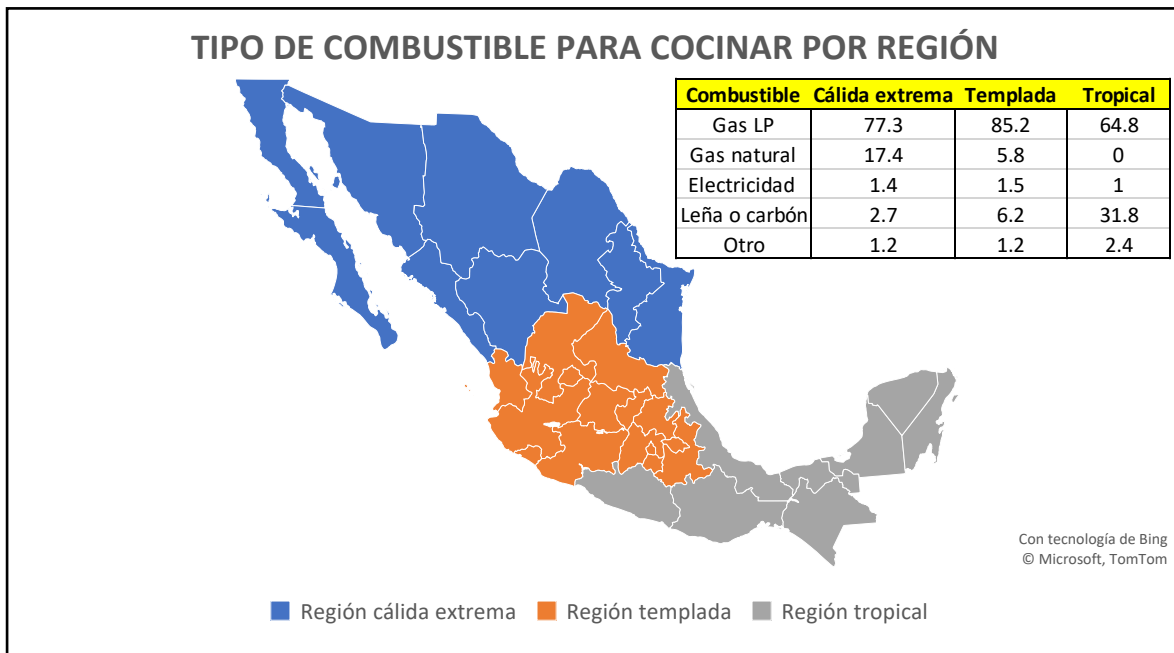 TIPO DE COMBUSTIBLE PARA COCINAR POR REGIÓN
Combustible Cálida extrema Templada Tropical
Gas LP 77.3 85.2 64.8
Gas natural 17.4 5.8 0
Electricidad 1.4 1.5 1
Leña o carbón 2.7 6.2 31.8
Otro 1.2 1.2 2.4
Con tecnología de Bing
© Microsoft, TomTom
Región cálida extrema Región templada Región tropical